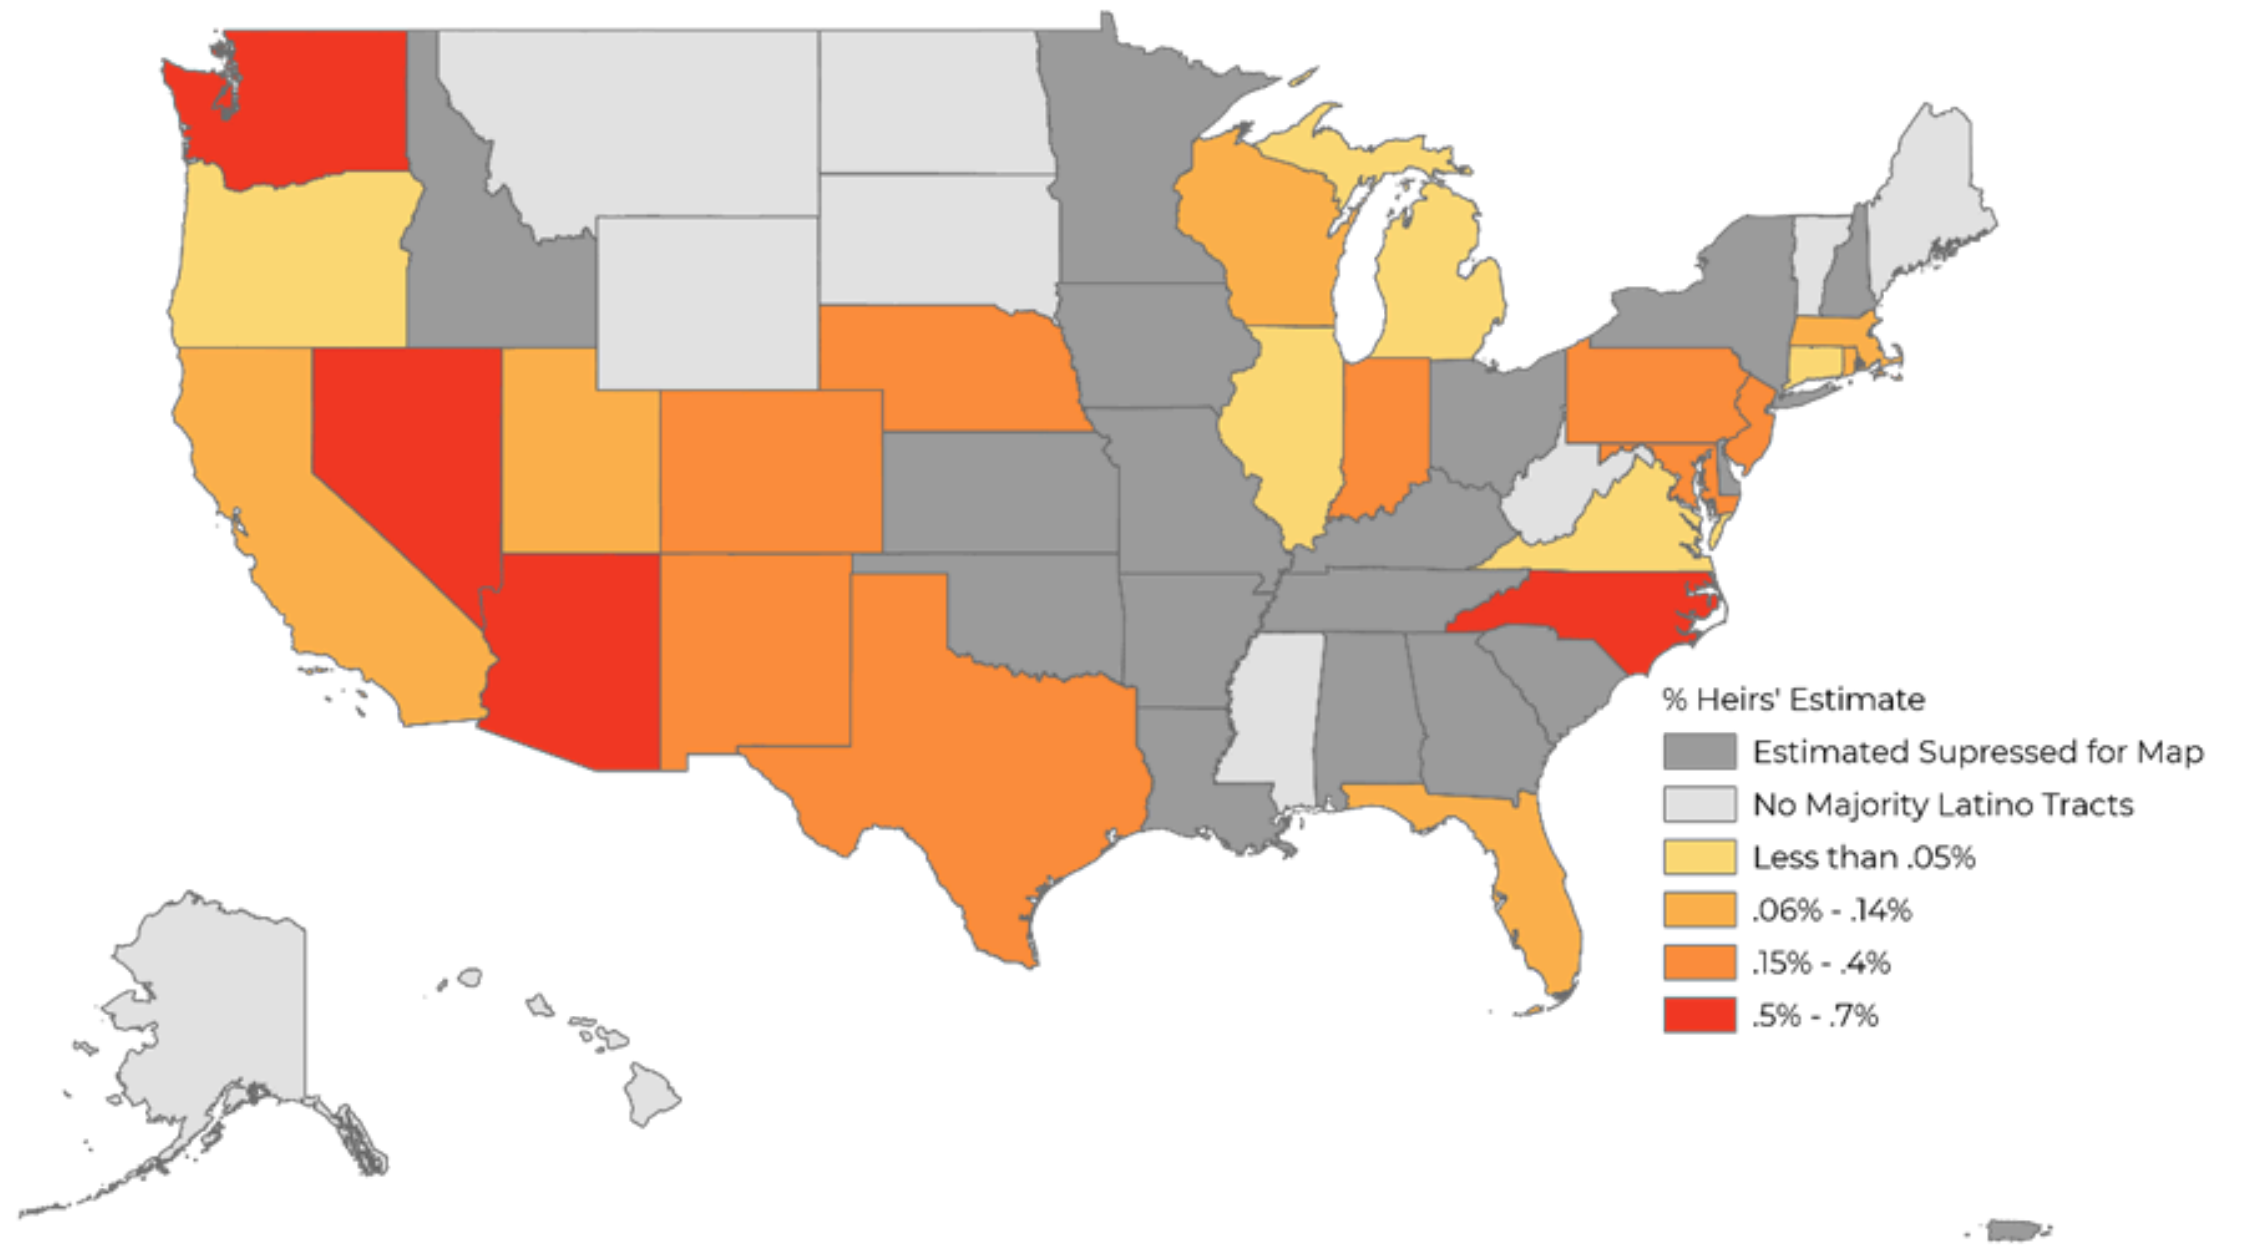 % Heirs' Estimate
Estimated Supressed for Map
No Majority Latino Tracts
Less than .05%
.06% - .14%
.15% - .4%
.5% - .7%